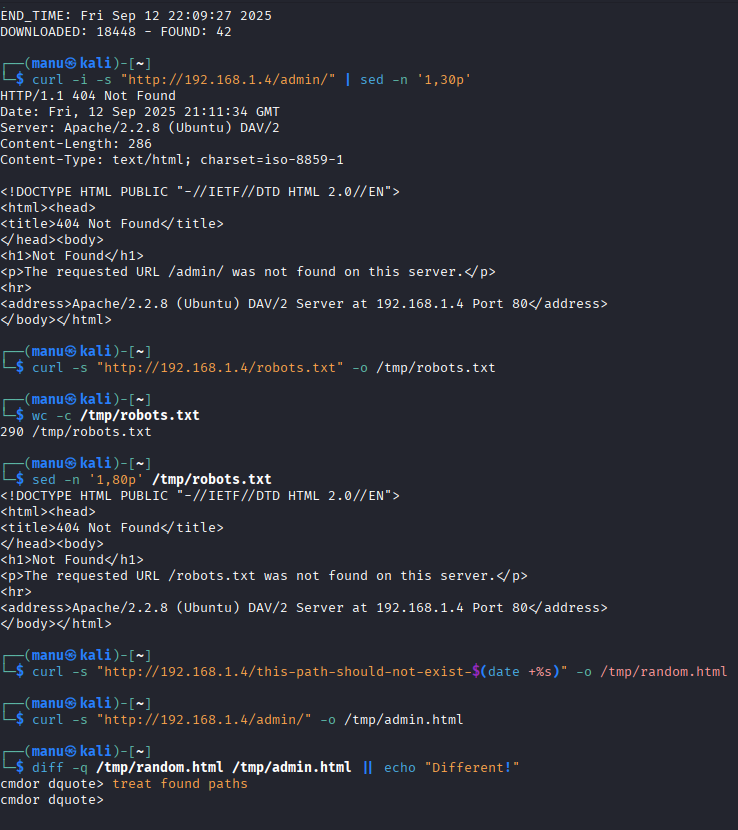 END_TIME: Fri Sep 12 22:09:27 2025
DOWNLOADED: 18448 - FOUND: 42
┌──(manu㉿kali)-[~]
└─$ curl -i -s "http://192.168.1.4/admin/" | sed -n '1,30p'
HTTP/1.1 404 Not Found
Date: Fri, 12 Sep 2025 21:11:34 GMT
Server: Apache/2.2.8 (Ubuntu) DAV/2
Content-Length: 286
Content-Type: text/html; charset=iso-8859-1
<!DOCTYPE HTML PUBLIC "-//IETF//DTD HTML 2.0//EN">
<html><head>
<title>404 Not Found</title>
</head><body>
<h1>Not Found</h1>
<p>The requested URL /admin/ was not found on this server.</p>
<hr>
<address>Apache/2.2.8 (Ubuntu) DAV/2 Server at 192.168.1.4 Port 80</address>
</body></html>
┌──(manu㉿kali)-[~]
└─$ curl -s "http://192.168.1.4/robots.txt" -o /tmp/robots.txt
┌──(manu㉿kali)-[~]
└─$ wc -c /tmp/robots.txt
290 /tmp/robots.txt
┌──(manu㉿kali)-[~]
└─$ sed -n '1,80p' /tmp/robots.txt
<!DOCTYPE HTML PUBLIC "-//IETF//DTD HTML 2.0//EN">
<html><head>
<title>404 Not Found</title>
</head><body>
<h1>Not Found</h1>
<p>The requested URL /robots.txt was not found on this server.</p>
<hr>
<address>Apache/2.2.8 (Ubuntu) DAV/2 Server at 192.168.1.4 Port 80</address>
</body></html>
┌──(manu㉿kali)-[~]
└─$ curl -s "http://192.168.1.4/this-path-should-not-exist-$(date +%s)" -o /tmp/random.html
┌──(manu㉿kali)-[~]
└─$ curl -s "http://192.168.1.4/admin/" -o /tmp/admin.html
┌──(manu㉿kali)-[~]
└─$ diff -q /tmp/random.html /tmp/admin.html || echo "Different!"
cmdor dquote> treat found paths
cmdor dquote>